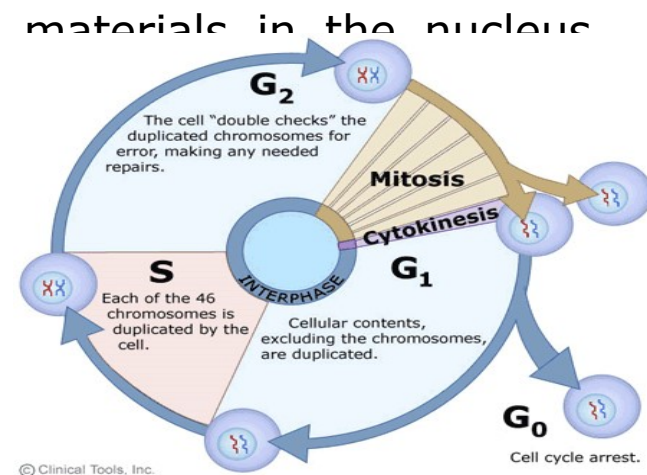 materials in the nucleus
G2
The cell "double checks" the
duplicated chromosomes for
error, making any needed
repairs.
Mitosis
Cytokinesis
S
Each of the 46
chromosomes is
duplicated by the
cell.
INTERPHASE
G1
Cellular contents,
excluding the chromosomes,
are duplicated.
G0
Cell cycle arrest.
© Clinical Tools, Inc.